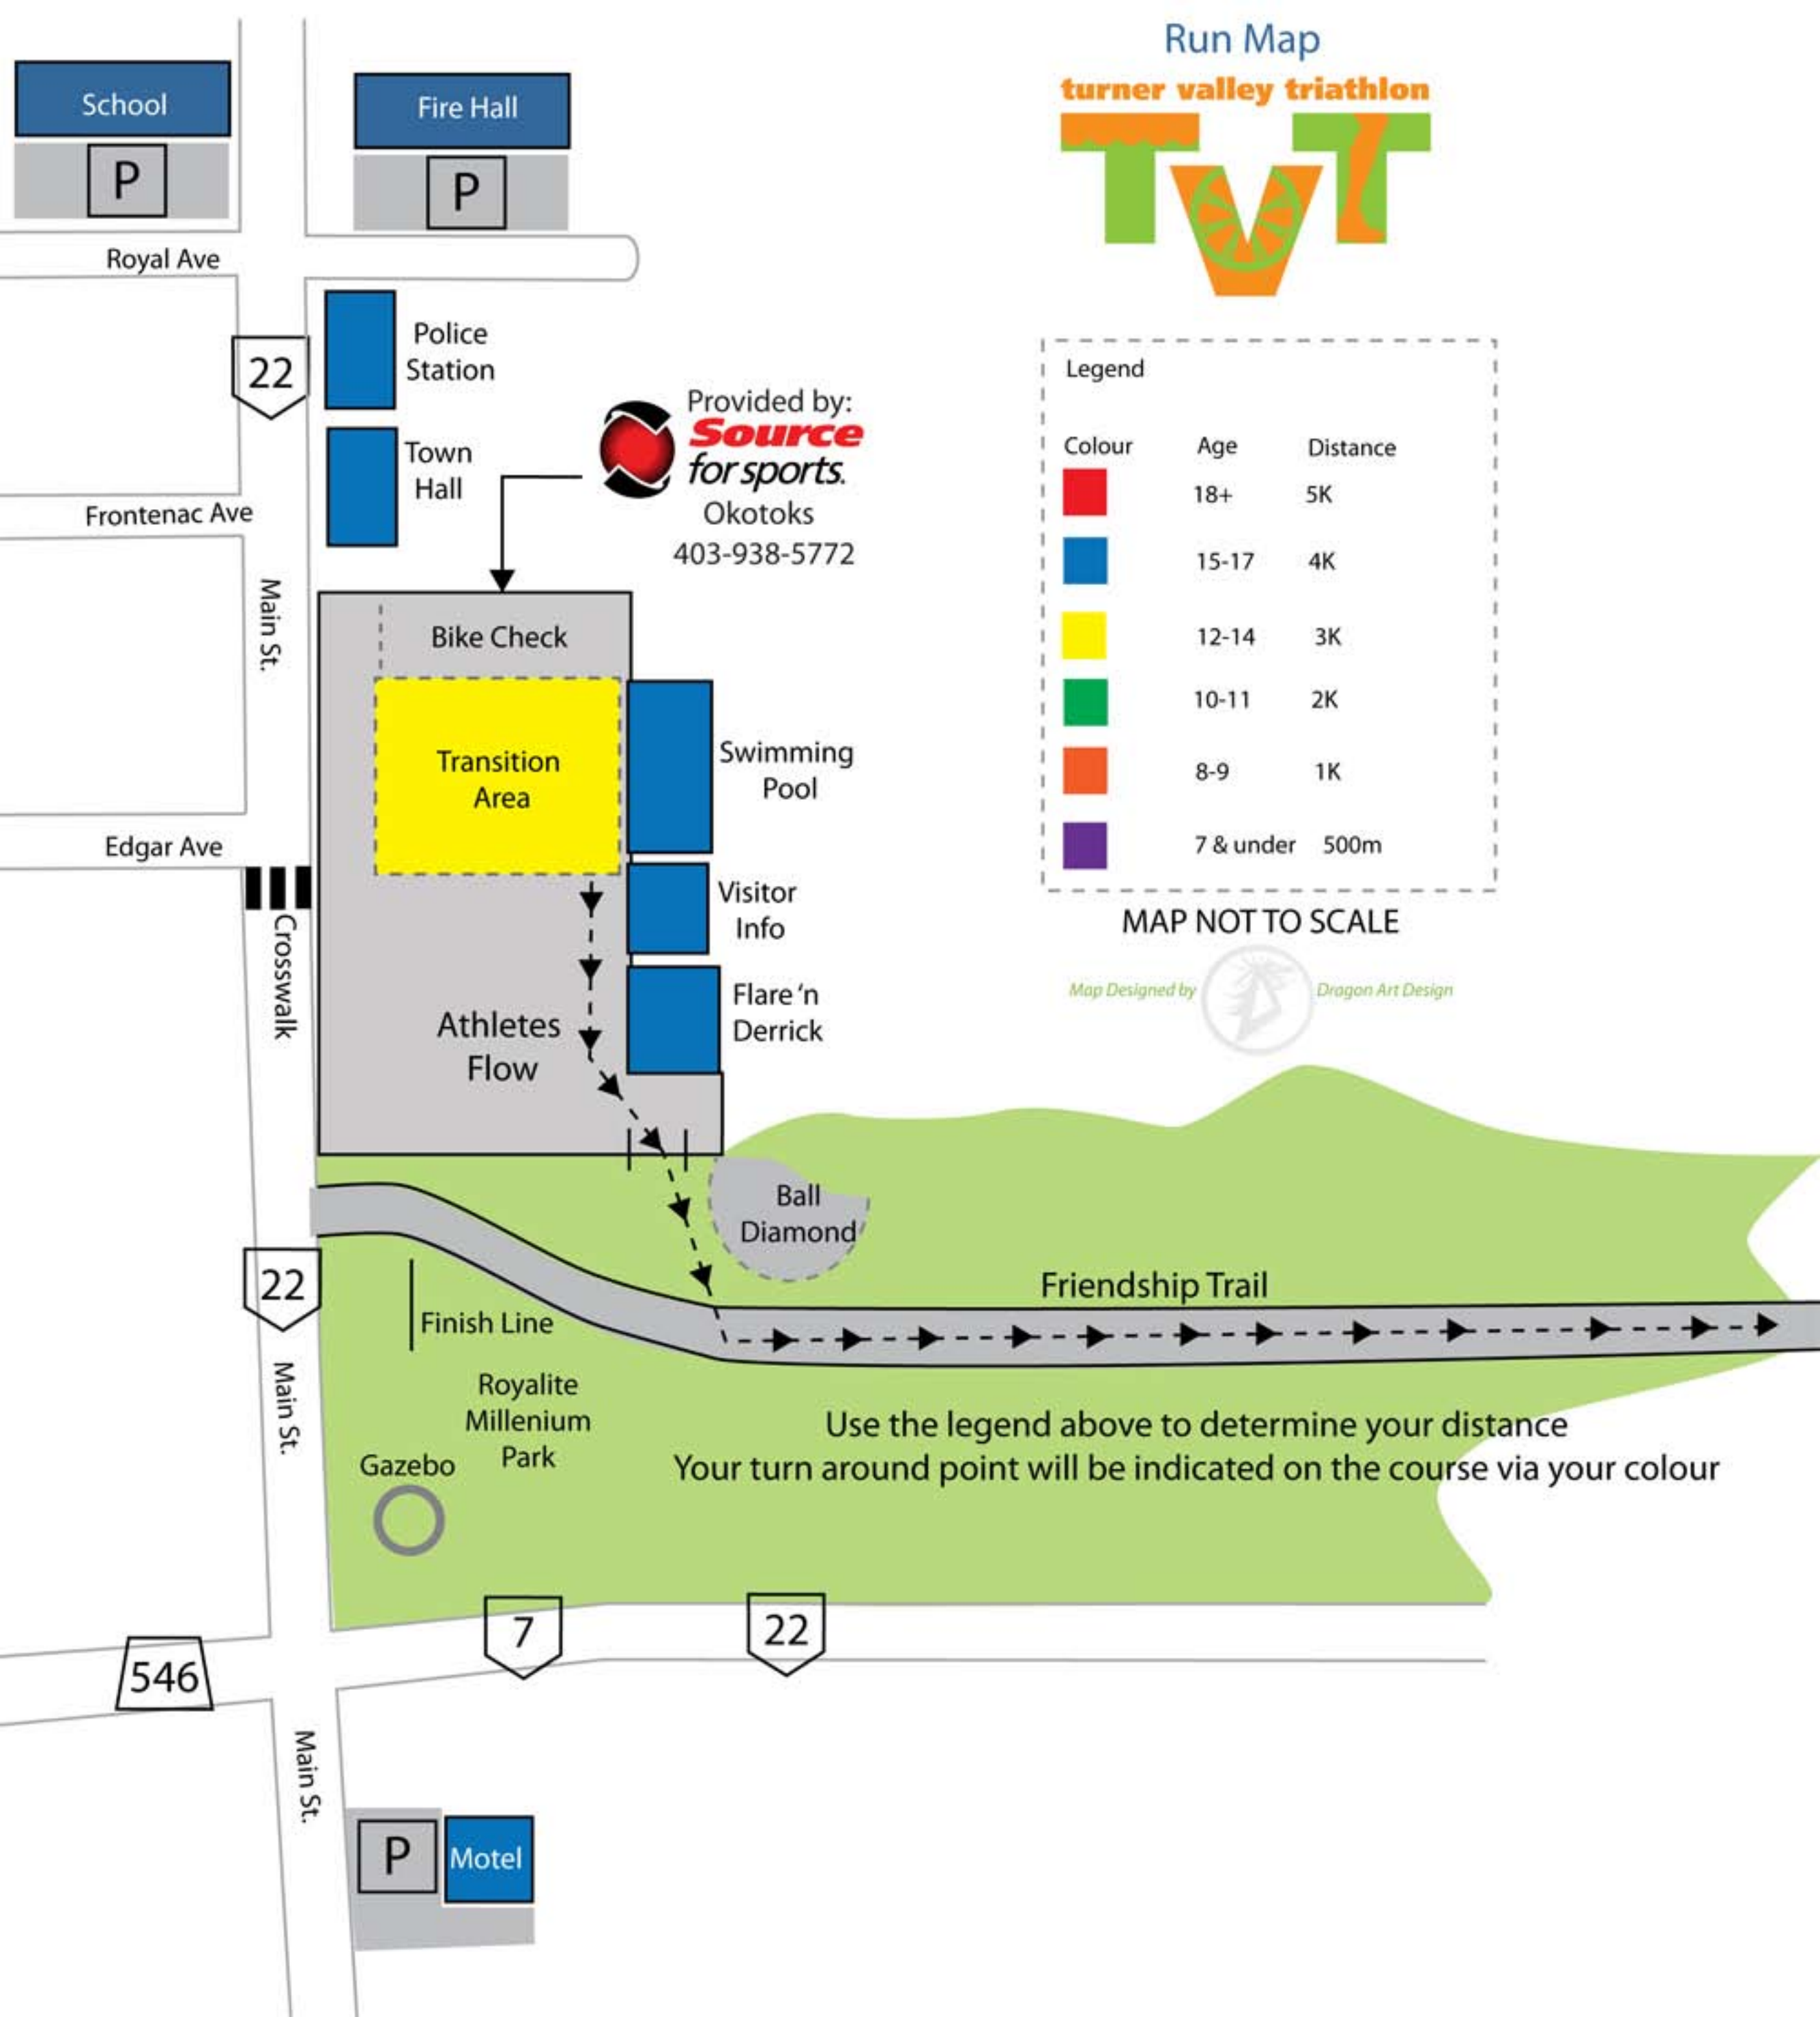 Run Map
turner valley triathlon
TVT
School
P
Fire Hall
P
Royal Ave
22
Police
Station
Town
Hall
Frontenac Ave
Main St.
Provided by:
Source
for sports.
Okotoks
403-938-5772
Legend
Colour Age Distance
18+ 5K
15-17 4K
12-14 3K
10-11 2K
8-9 1K
7 & under 500m
MAP NOT TO SCALE
Map Designed by Dragon Art Design
Bike Check
Transition
Area
Swimming
Pool
Edgar Ave
Crosswalk
Visitor
Info
Flare 'n
Derrick
Athletes
Flow
Ball
Diamond
22
Friendship Trail
Finish Line
Main St.
Royalite
Millenium
Park
Gazebo
Use the legend above to determine your distance
Your turn around point will be indicated on the course via your colour
7
22
546
Main St.
P
Motel